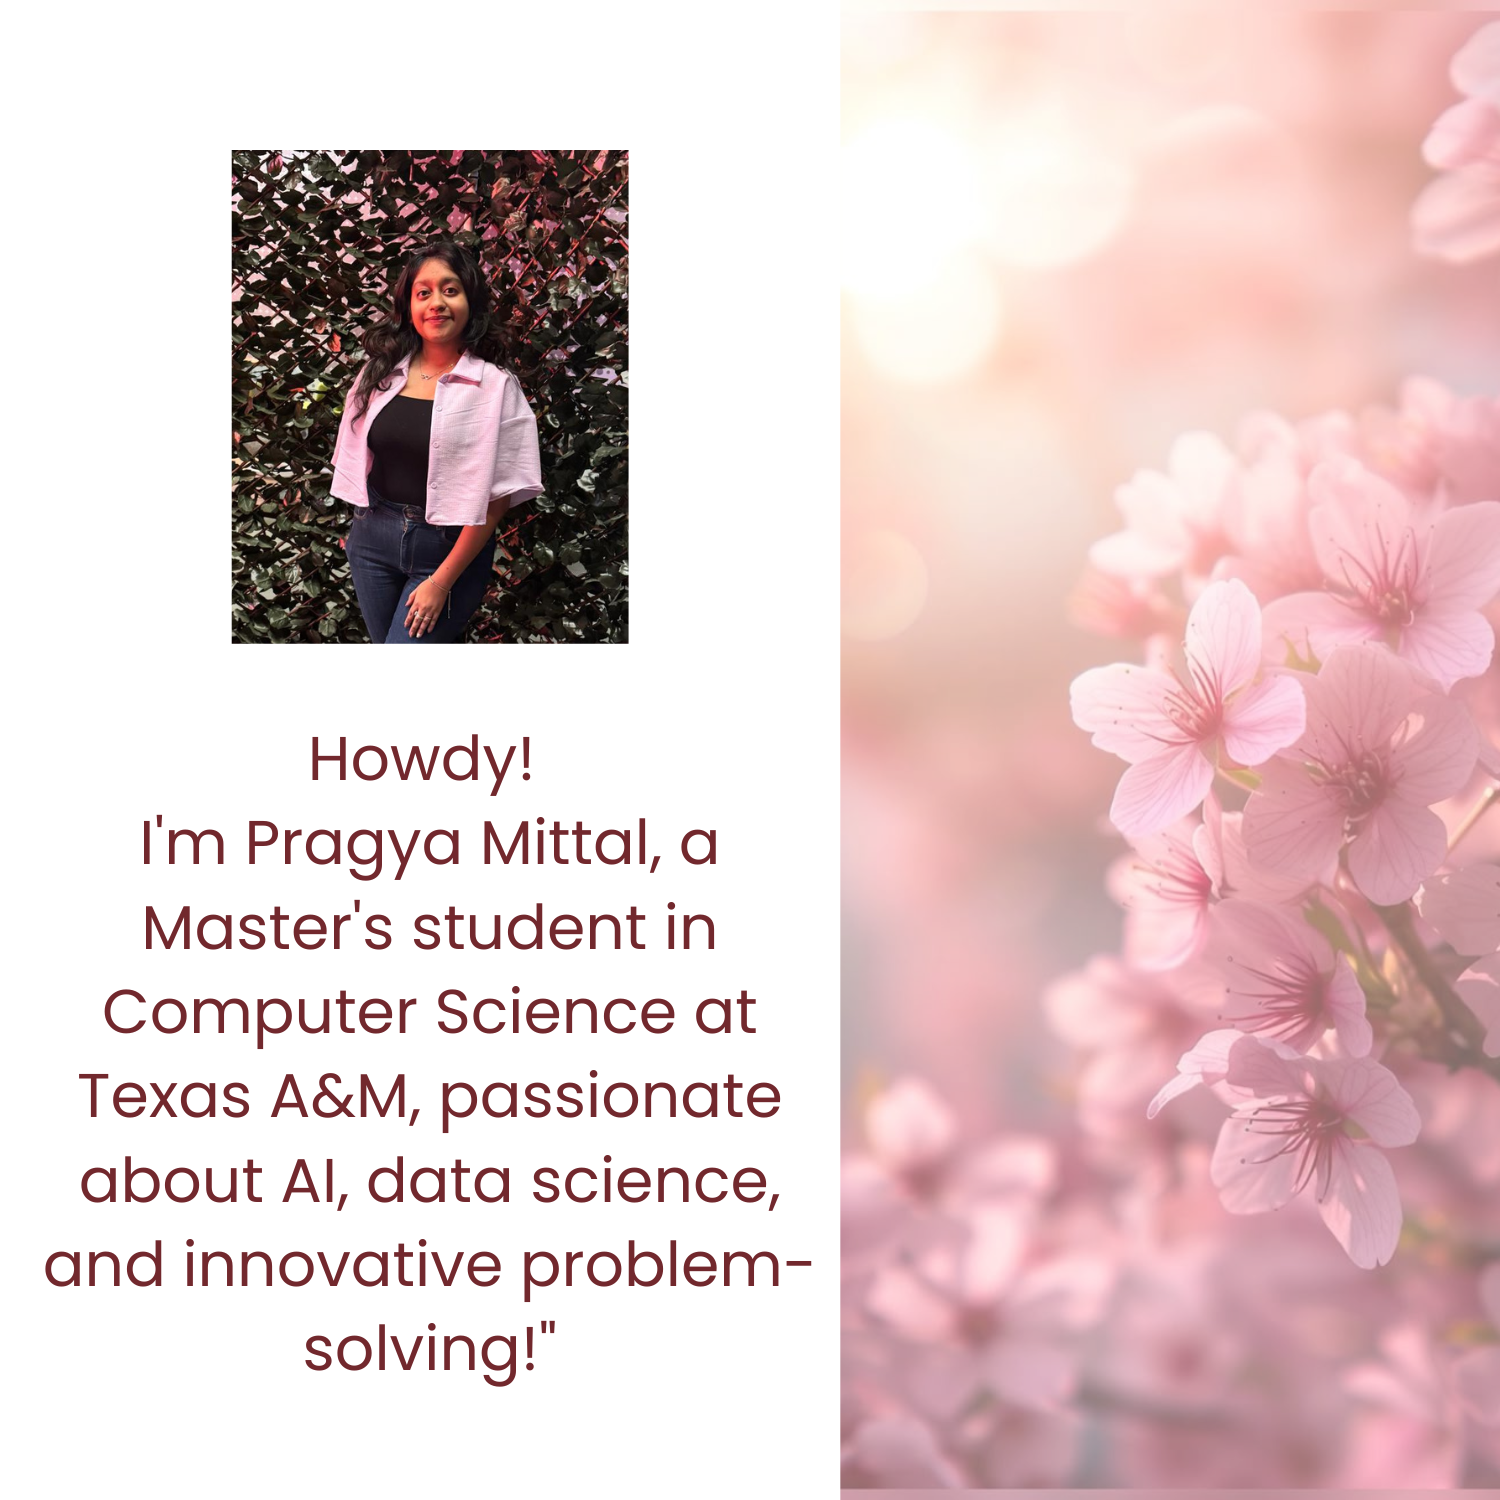 Howdy!
I'm Pragya Mittal, a
Master's student in
Computer Science at
Texas A&M, passionate
about AI, data science,
and innovative problem-
solving!"